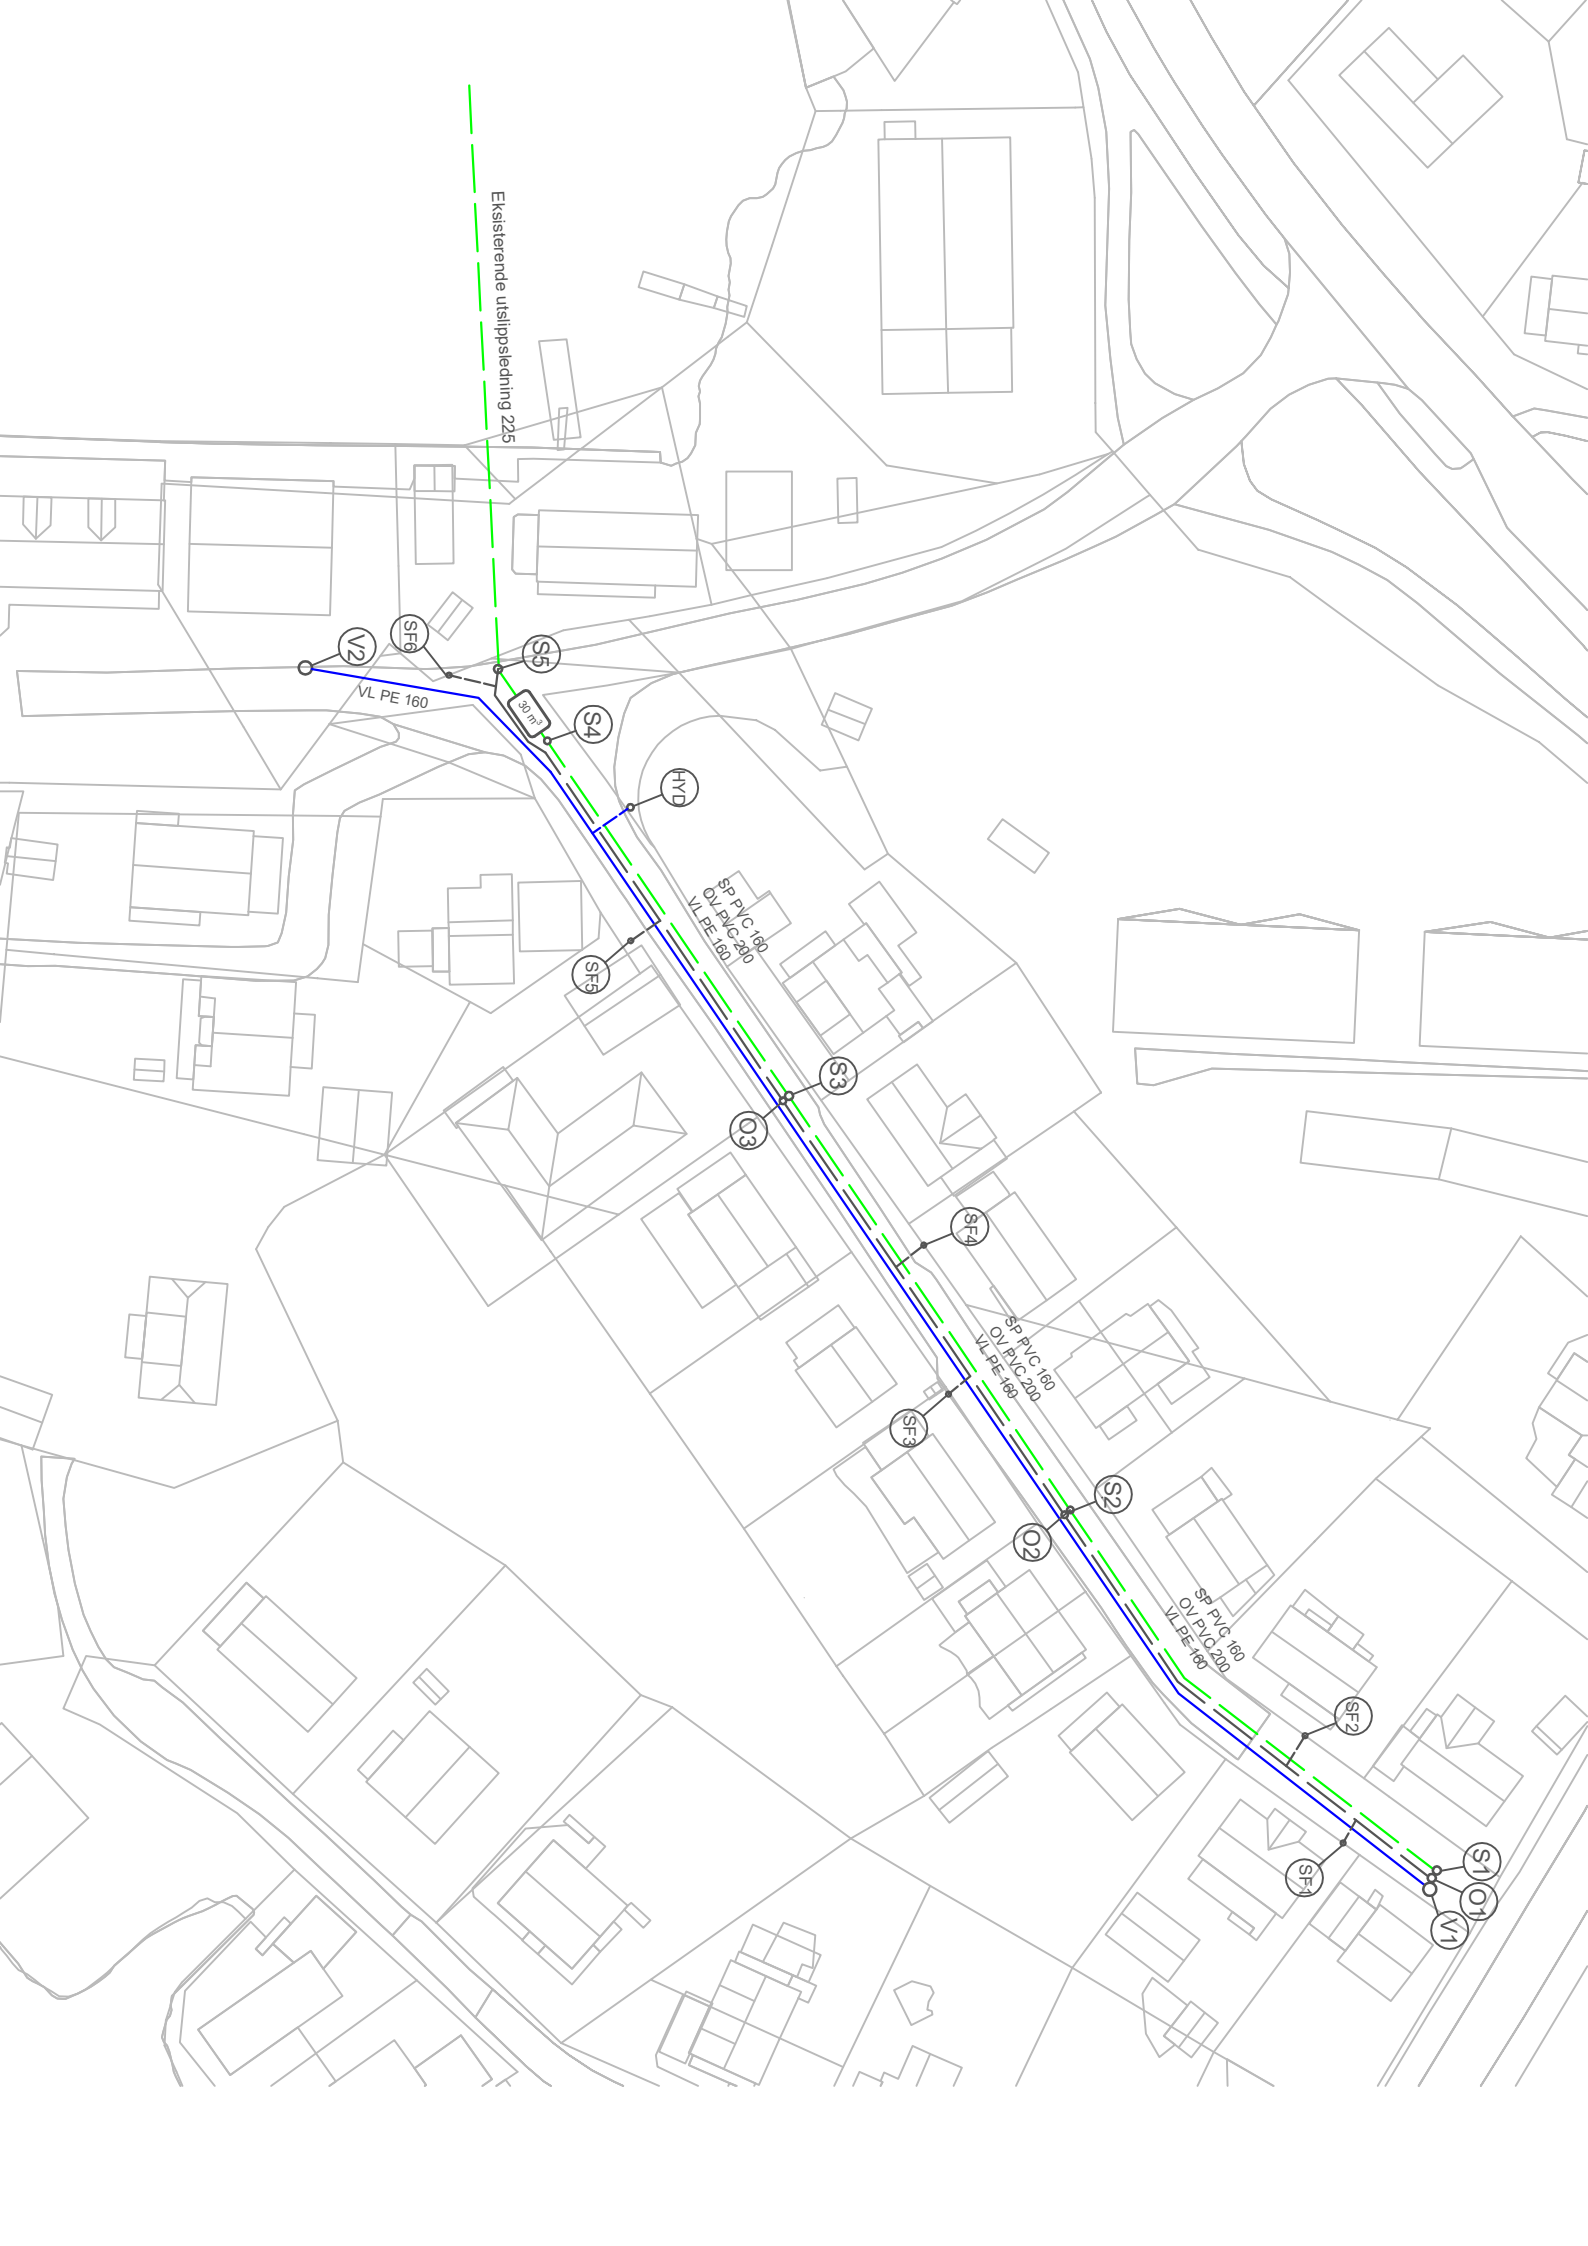 Eksisterende utslippsledning 225
V2
SF6
S5
VL PE 160
30 m³
S4
HYD
SP PVC 160
OV PVC 200
VL PE 160
SF5
S3
O3
SF4
SP PVC 160
OV PVC 200
VL PE 160
SF3
S2
O2
SP PVC 160
OV PVC 200
VL PE 160
SF2
SF1
S1
O1
V1